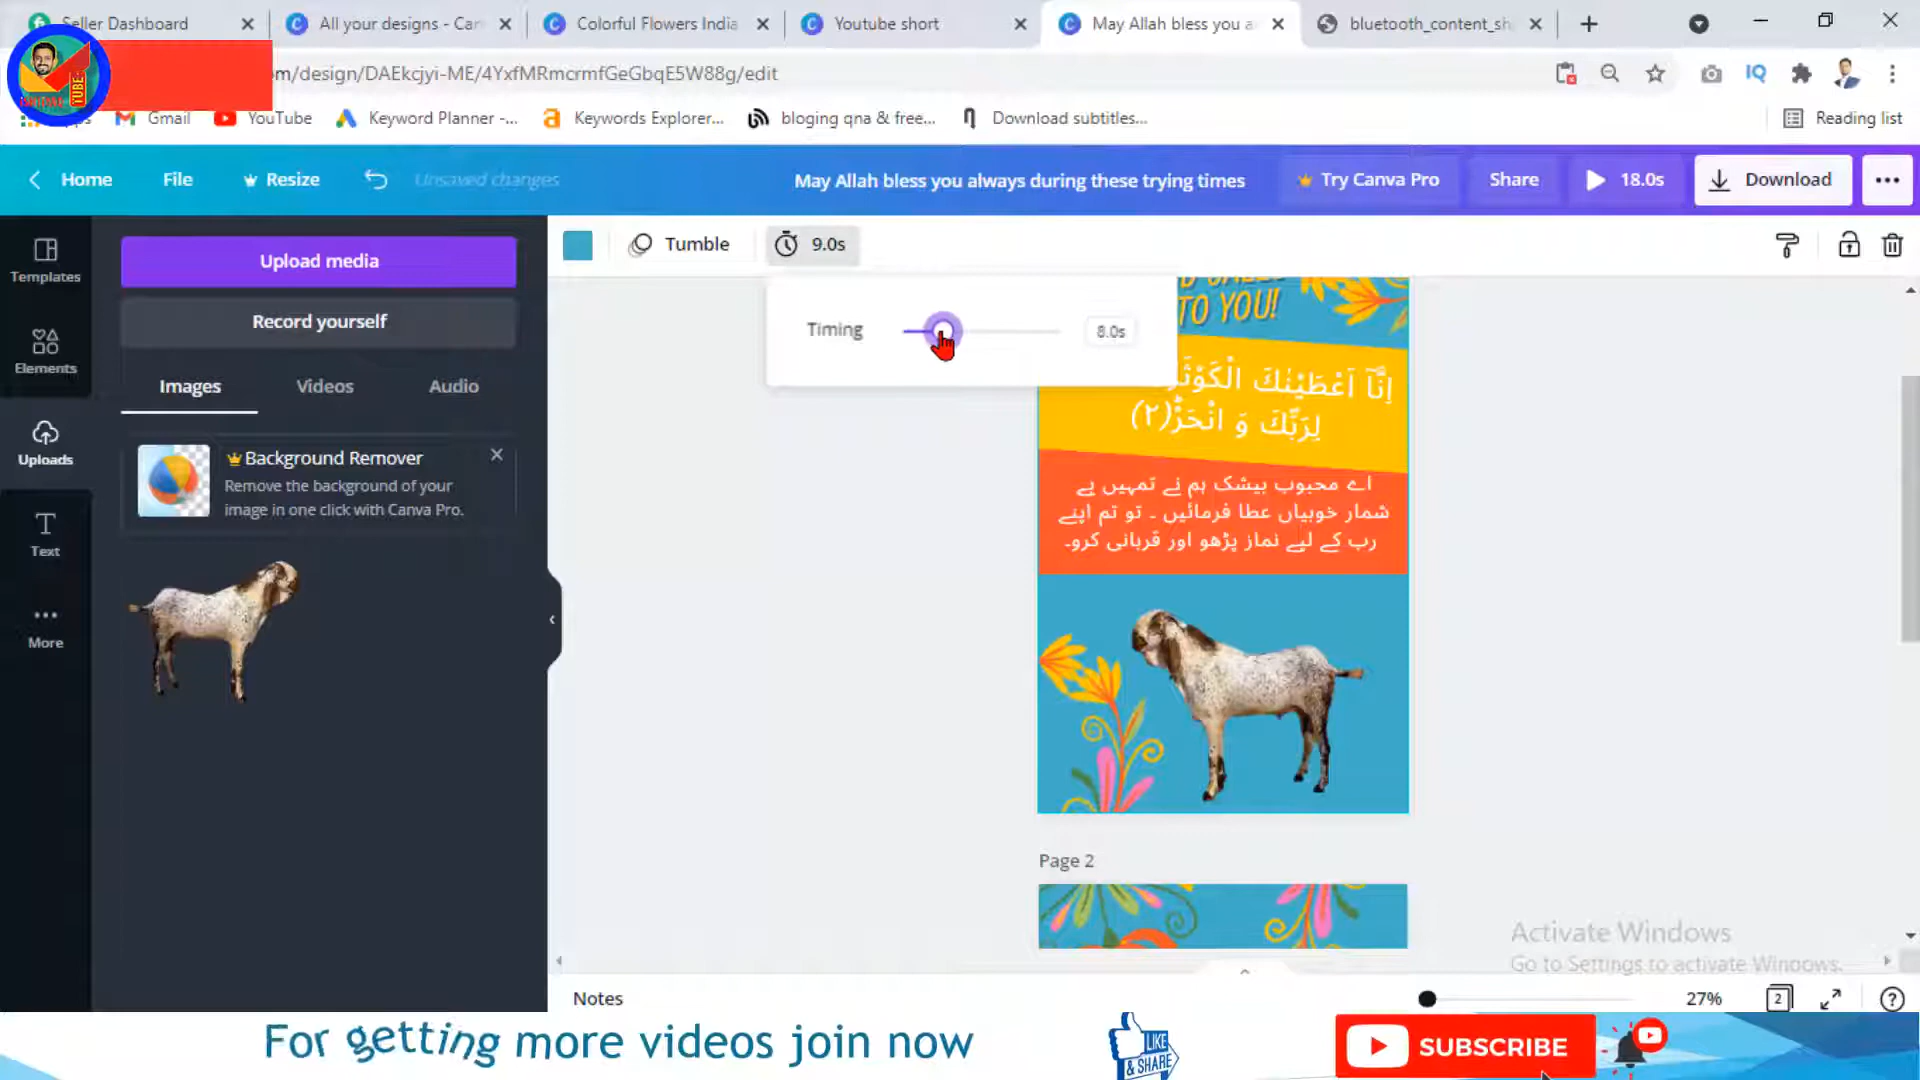 Seller Dashboard
All your designs - Can
Colorful Flowers India
Youtube short
May Allah bless you a
bluetooth_content_sh
m/design/DAEkcjyi-ME/4YxfMRmcrmfGeGbqE5W88g/edit
Apps
Gmail
YouTube
Keyword Planner -...
Keywords Explorer...
bloging qna & free...
Download subtitles...
Reading list
Home
File
Resize
Unsaved changes
May Allah bless you always during these trying times
Try Canva Pro
Share
18.0s
Download
Templates
Elements
Uploads
Text
More
Upload media
Record yourself
Images
Videos
Audio
Background Remover
Remove the background of your
image in one click with Canva Pro.
Tumble
9.0s
Timing
8.0s
TO YOU!
اِنَّاۤ اَعْطَیْنٰكَ الْكَوْثَرَ
لِرَبِّكَ وَ انْحَرْؕ(۲)
اے محبوب بیشک ہم نے تمہیں بے
شمار خوبیاں عطا فرمائیں ۔ تو تم اپنے
رب کے لیے نماز پڑھو اور قربانی کرو۔
Page 2
Activate Windows
Go to Settings to activate Windows.
Notes
27%
2
For getting more videos join now
LIKE
& SHARE
SUBSCRIBE
TUBE